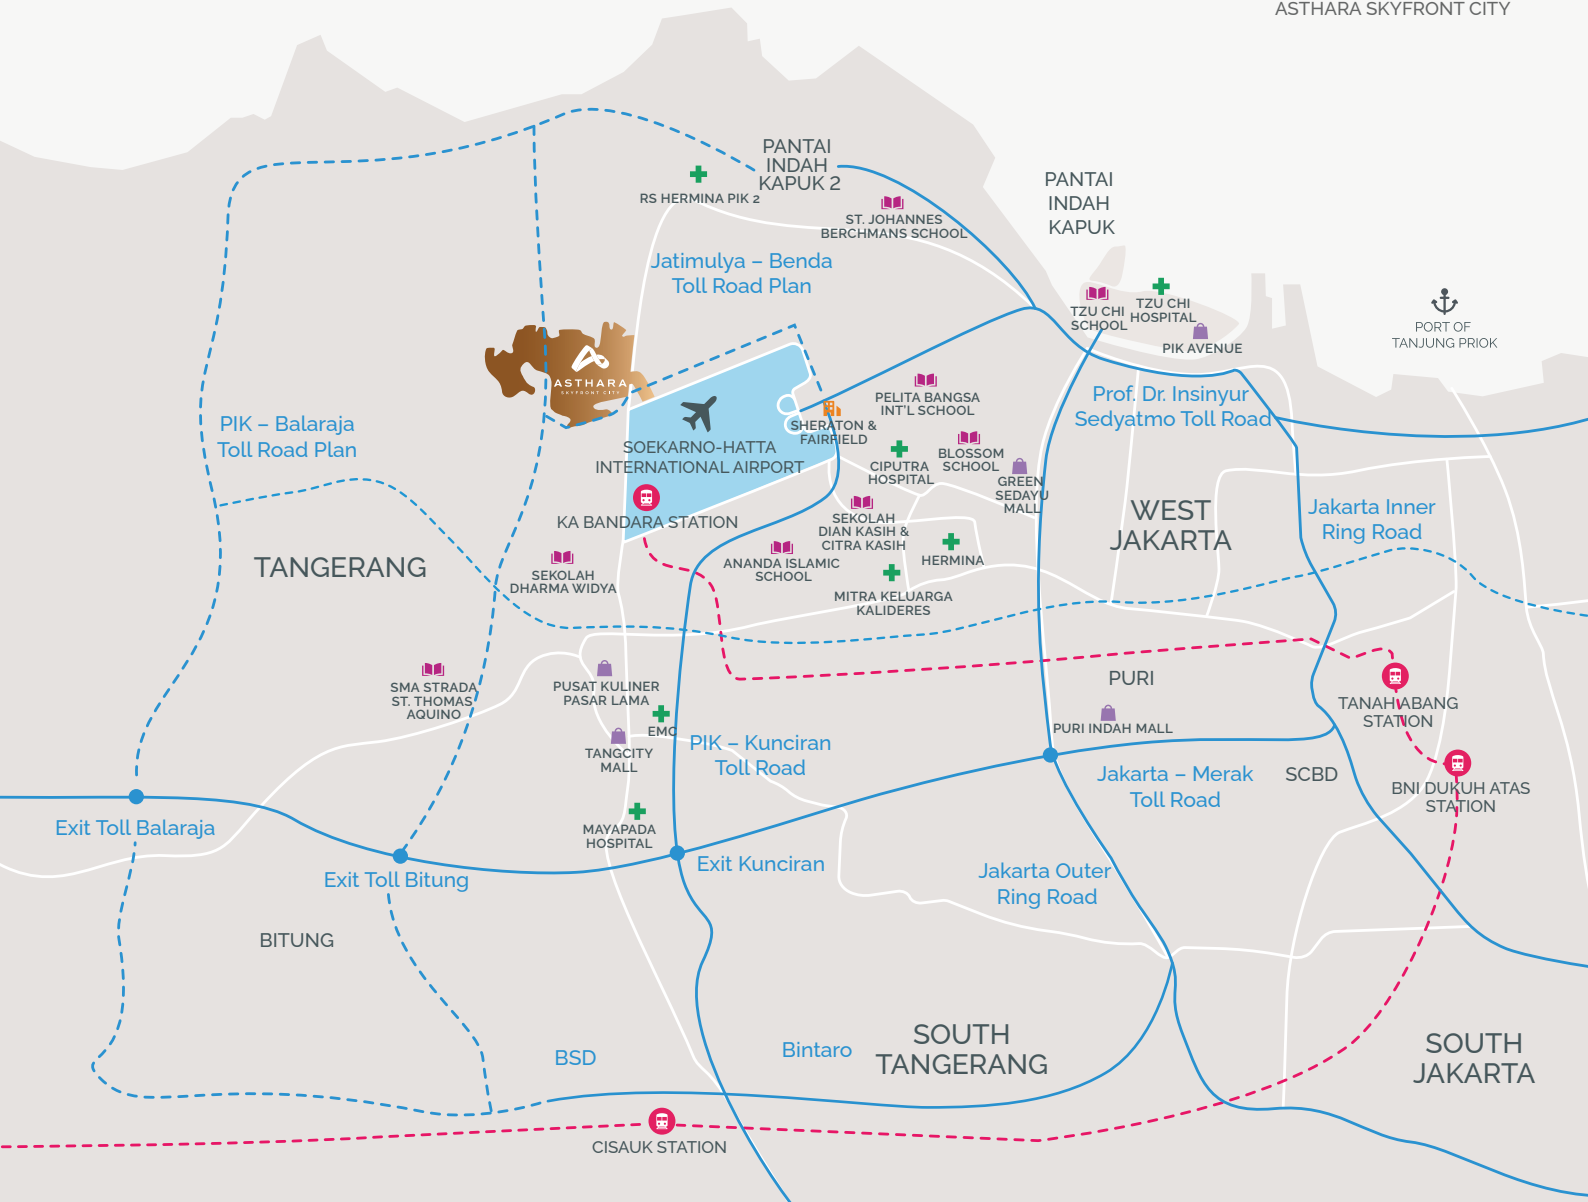 ASTHARA SKYFRONT CITY
PANTAI
INDAH
KAPUK 2
RS HERMINA PIK 2
ST. JOHANNES
BERCHMANS SCHOOL
PANTAI
INDAH
KAPUK
Jatimulya – Benda
Toll Road Plan
TZU CHI
SCHOOL
TZU CHI
HOSPITAL
PIK AVENUE
PORT OF
TANJUNG PRIOK
ASTHARA
SKYFRONT CITY
PELITA BANGSA
INT'L SCHOOL
Prof. Dr. Insinyur
Sedyatmo Toll Road
PIK – Balaraja
Toll Road Plan
SHERATON &
FAIRFIELD
SOEKARNO-HATTA
INTERNATIONAL AIRPORT
CIPUTRA
HOSPITAL
BLOSSOM
SCHOOL
GREEN
SEDAYU
MALL
KA BANDARA STATION
SEKOLAH
DIAN KASIH &
CITRA KASIH
WEST
JAKARTA
Jakarta Inner
Ring Road
TANGERANG
SEKOLAH
DHARMA WIDYA
ANANDA ISLAMIC
SCHOOL
HERMINA
MITRA KELUARGA
KALIDERES
SMA STRADA
ST. THOMAS
AQUINO
PUSAT KULINER
PASAR LAMA
EMC
TANGCITY
MALL
PIK – Kunciran
Toll Road
PURI
PURI INDAH MALL
TANAH ABANG
STATION
Jakarta – Merak
Toll Road
SCBD
BNI DUKUH ATAS
STATION
Exit Toll Balaraja
MAYAPADA
HOSPITAL
Exit Toll Bitung
Exit Kunciran
Jakarta Outer
Ring Road
BITUNG
BSD
Bintaro
SOUTH
TANGERANG
SOUTH
JAKARTA
CISAUK STATION